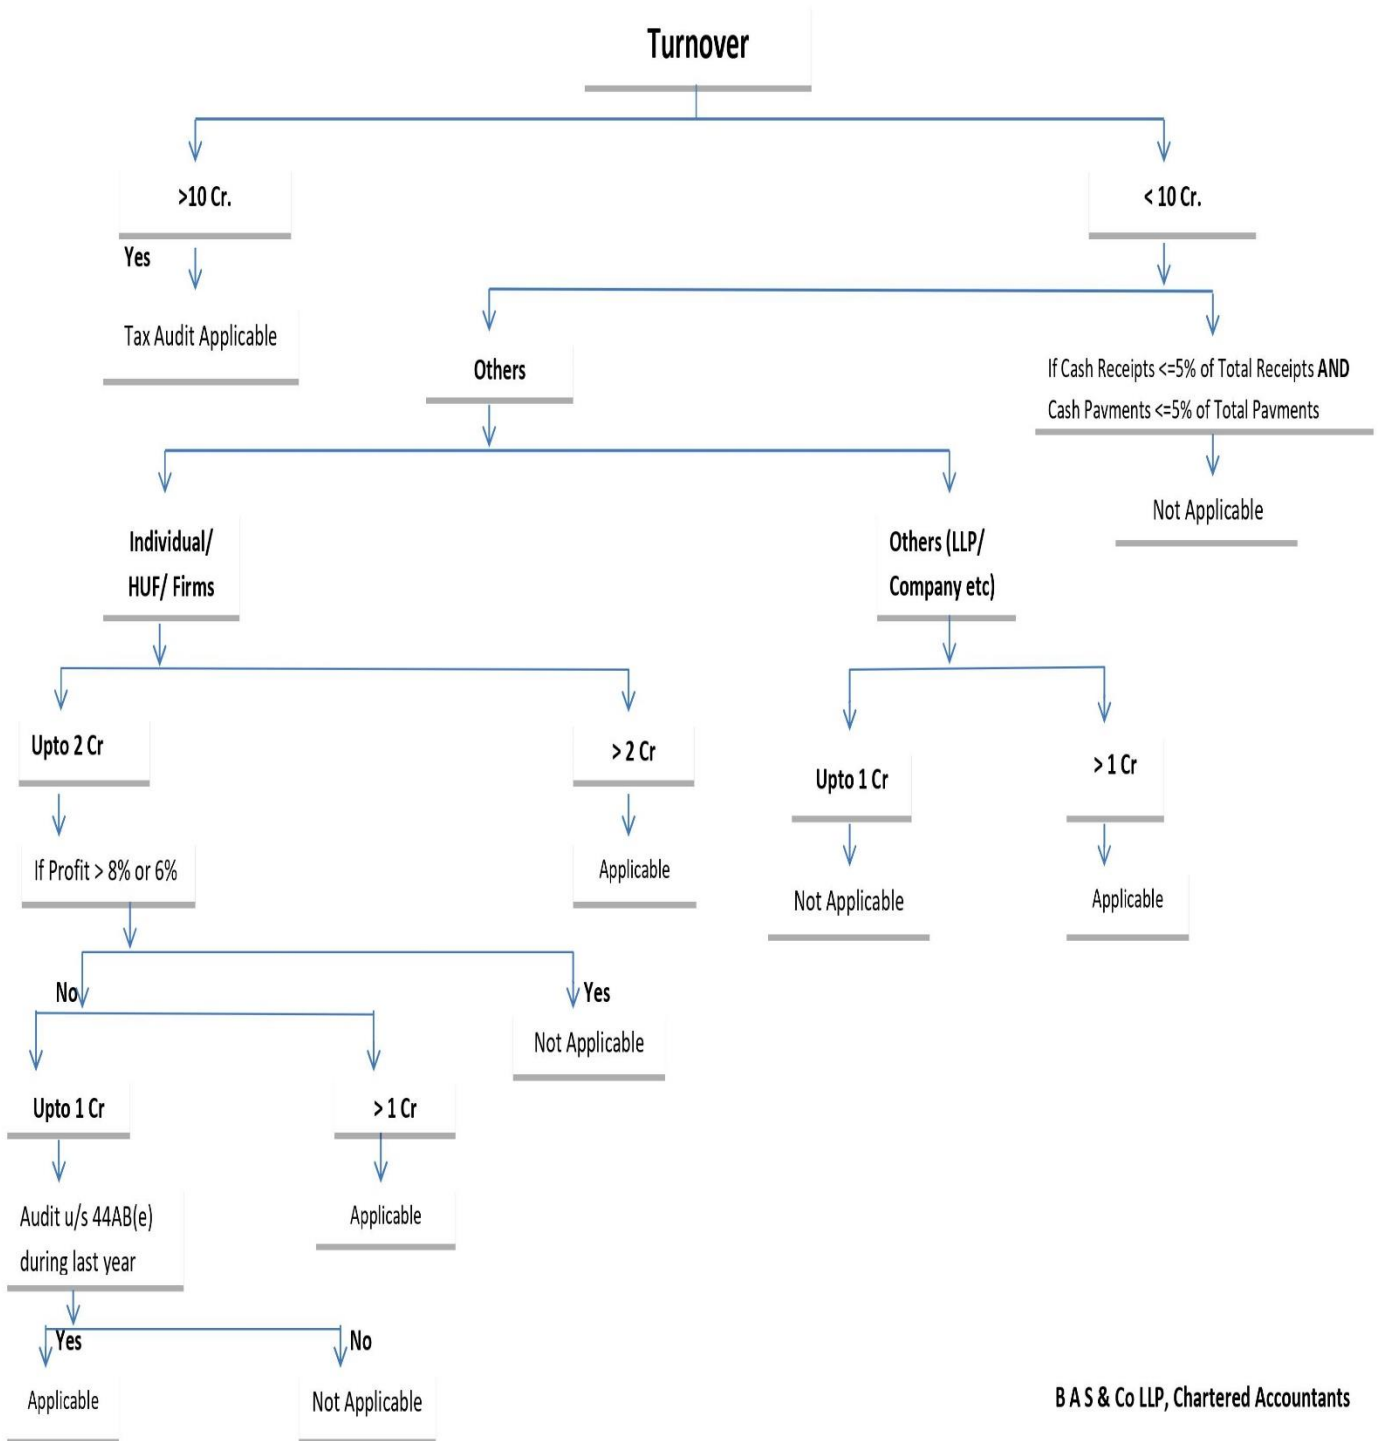 Turnover
>10 Cr.
< 10 Cr.
Yes
Tax Audit Applicable
Others
If Cash Receipts <=5% of Total Receipts AND
Cash Payments <=5% of Total Payments
Not Applicable
Individual/
HUF/ Firms
Others (LLP/
Company etc)
Upto 2 Cr
> 2 Cr
Upto 1 Cr
> 1 Cr
If Profit > 8% or 6%
Applicable
Not Applicable
Applicable
No
Yes
Not Applicable
Upto 1 Cr
> 1 Cr
Audit u/s 44AB(e)
during last year
Applicable
Yes
No
Applicable
Not Applicable
B A S & Co LLP, Chartered Accountants